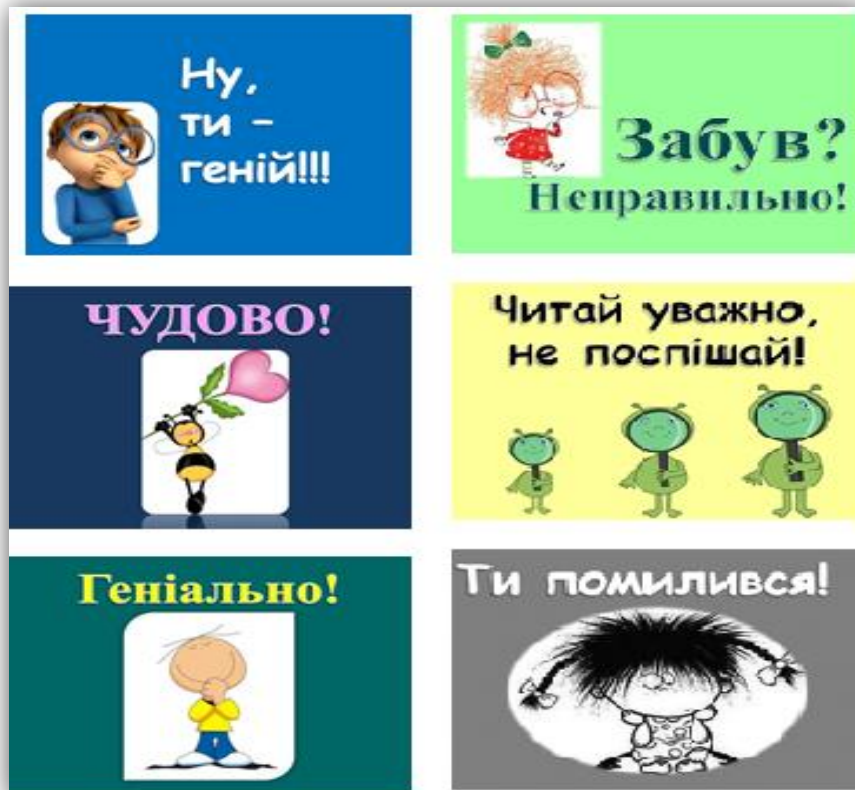 Ну,
ти –
геній!!!
Забув?
Неправильно!
ЧУДОВО!
Читай уважно,
не поспішай!
Геніально!
Ти помилився!